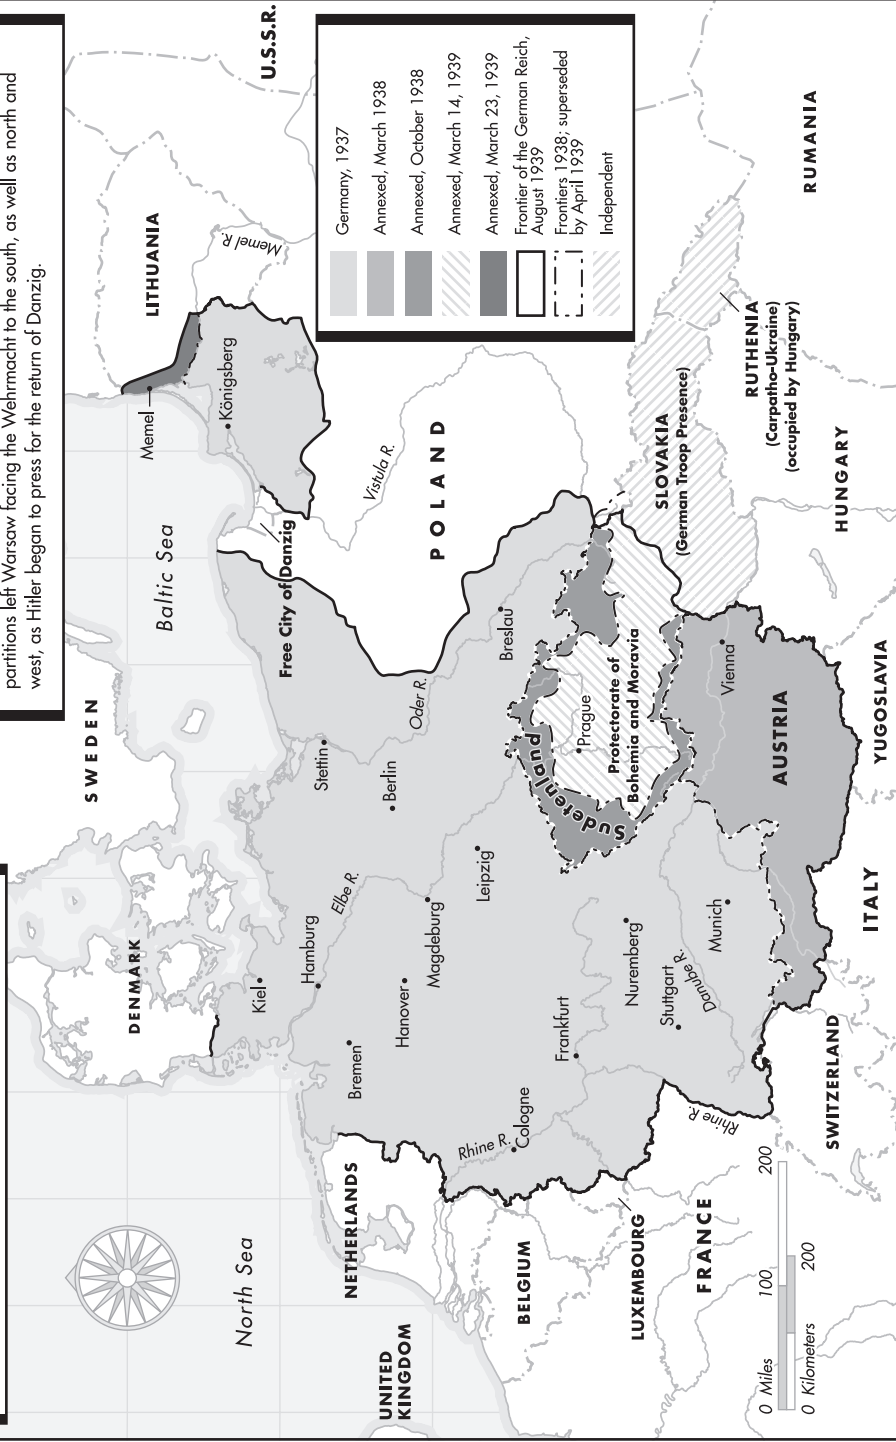 partitions left Warsaw facing the Wehrmacht to the south, as well as north and
west, as Hitler began to press for the return of Danzig.
U.S.S.R.
Germany, 1937
Annexed, March 1938
Annexed, October 1938
Annexed, March 14, 1939
Annexed, March 23, 1939
Frontier of the German Reich,
August 1939
Frontiers 1938; superseded
by April 1939
Independent
LITHUANIA
Memel R.
Memel
Königsberg
Baltic Sea
SWEDEN
DENMARK
North Sea
Free City of Danzig
Vistula R.
POLAND
Stettin
Oder R.
Berlin
Breslau
Kiel
Hamburg
Elbe R.
Bremen
Hanover
Magdeburg
Leipzig
Sudetenland
Prague
Protectorate of
Bohemia and Moravia
SLOVAKIA
(German Troop Presence)
RUTHENIA
(Carpatho-Ukraine)
(occupied by Hungary)
RUMANIA
HUNGARY
Vienna
AUSTRIA
YUGOSLAVIA
ITALY
Munich
Nuremberg
Stuttgart
Danube R.
Frankfurt
Cologne
Rhine R.
Rhine R.
SWITZERLAND
NETHERLANDS
BELGIUM
LUXEMBOURG
FRANCE
UNITED
KINGDOM
0 Miles 100 200
0 Kilometers 200